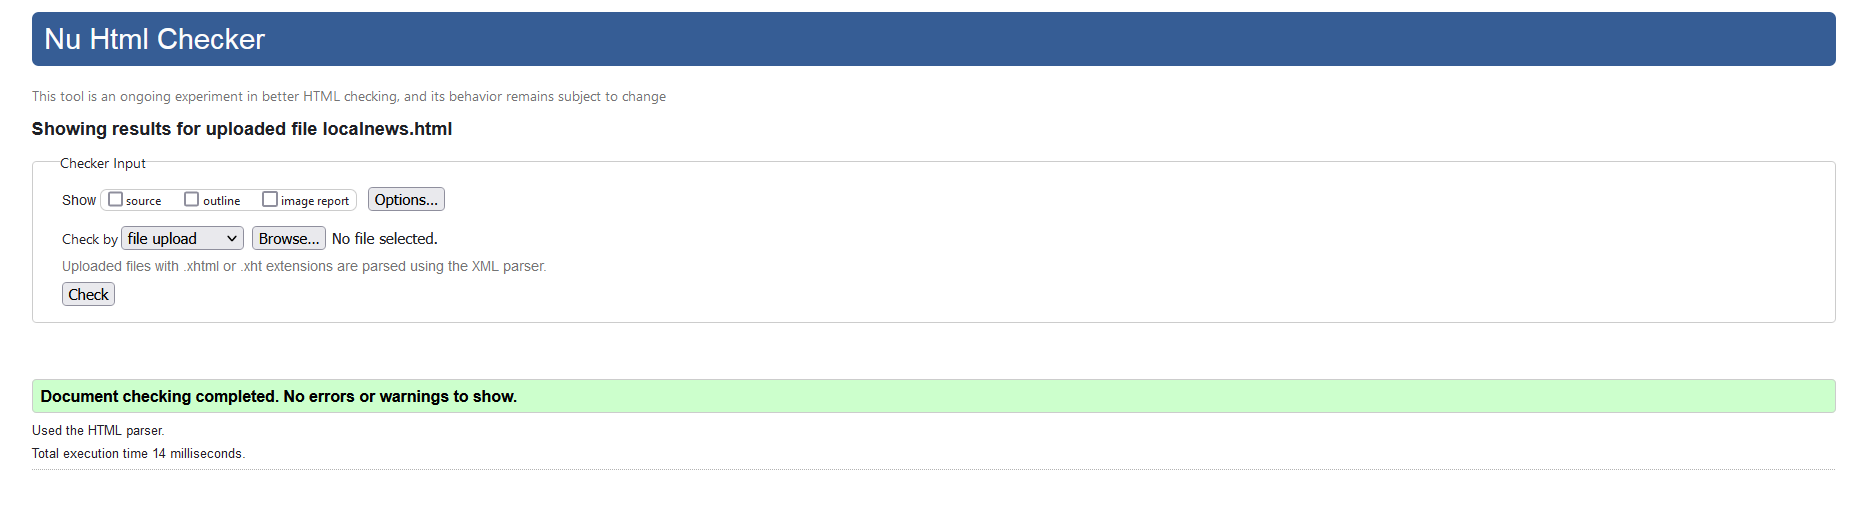 Nu Html Checker
This tool is an ongoing experiment in better HTML checking, and its behavior remains subject to change
Showing results for uploaded file localnews.html
Checker Input
Show source outline image report Options...
Check by file upload Browse... No file selected.
Uploaded files with .xhtml or .xht extensions are parsed using the XML parser.
Check
Document checking completed. No errors or warnings to show.
Used the HTML parser.
Total execution time 14 milliseconds.